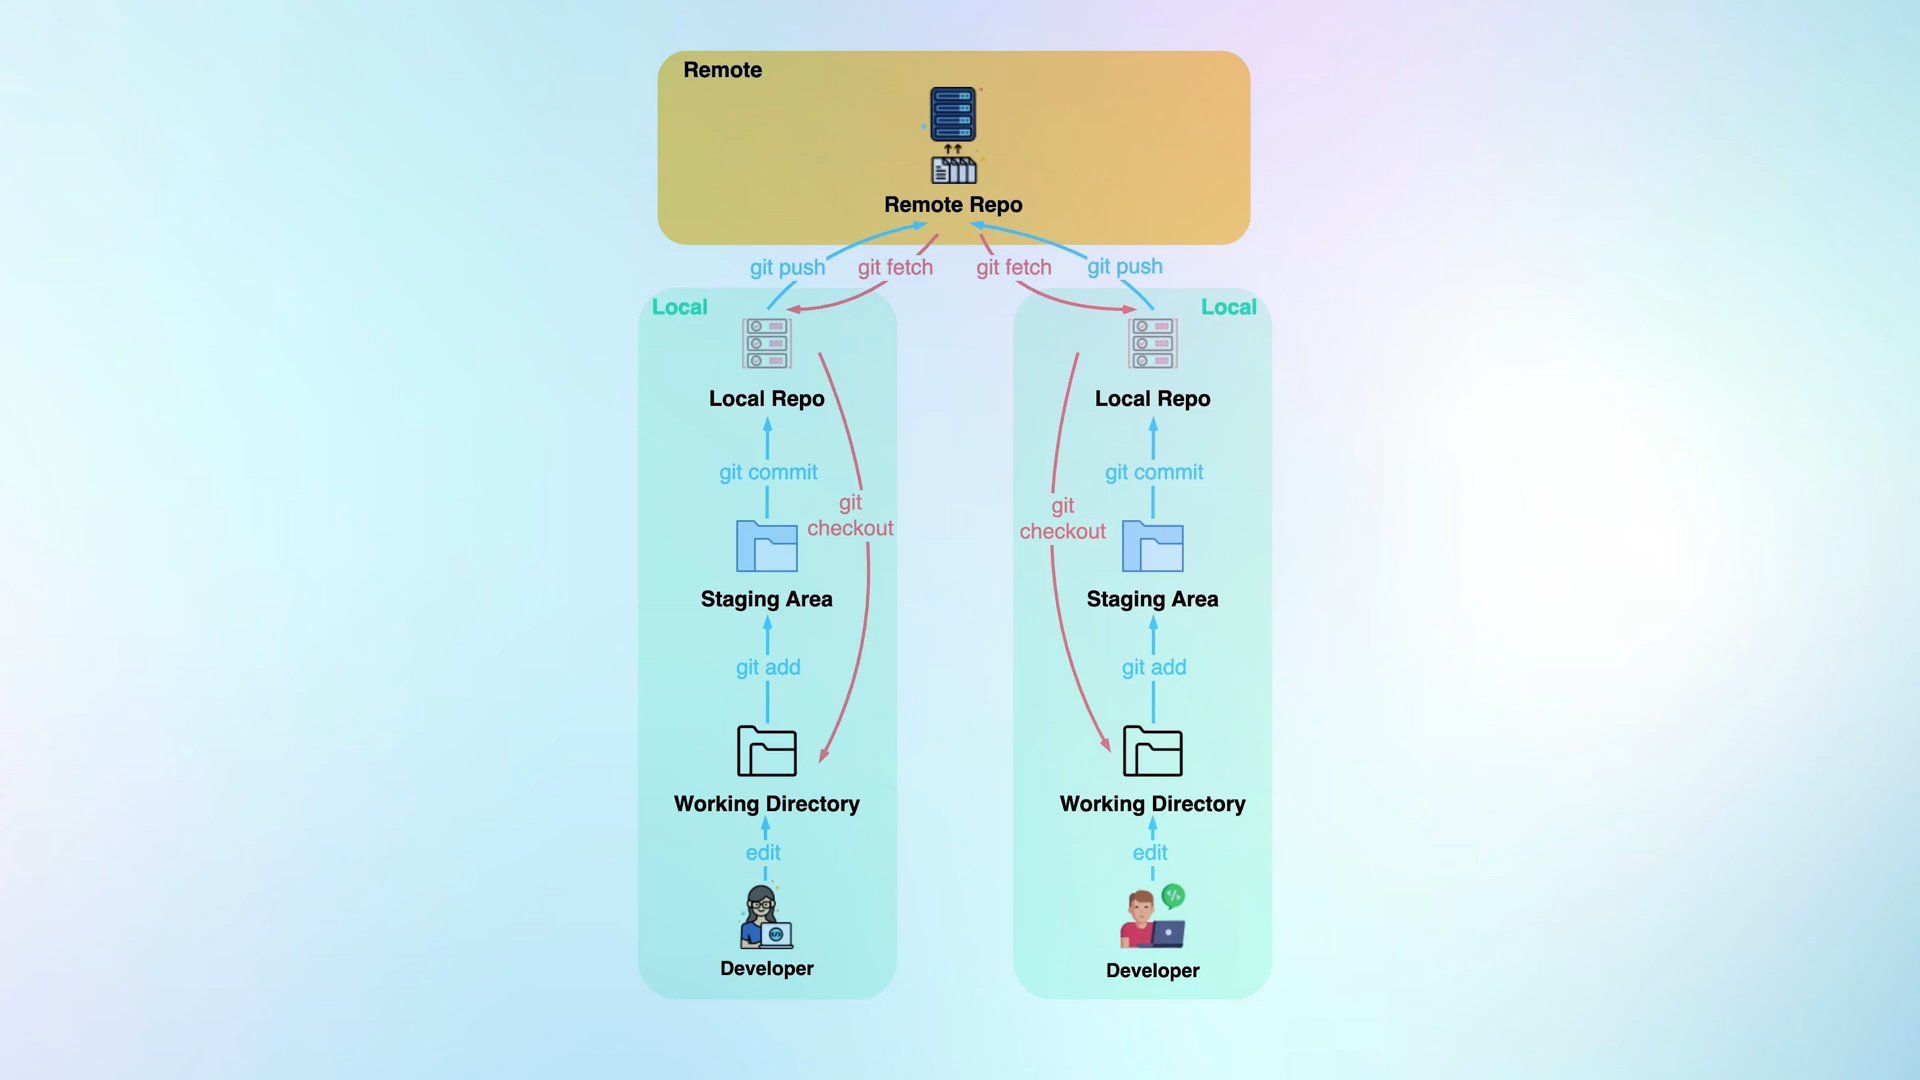 Remote
Remote Repo
git push
git fetch
git fetch
git push
Local
Local Repo
git commit
git
checkout
Staging Area
git add
Working Directory
edit
Developer
Local
Local Repo
git commit
git
checkout
Staging Area
git add
Working Directory
edit
Developer